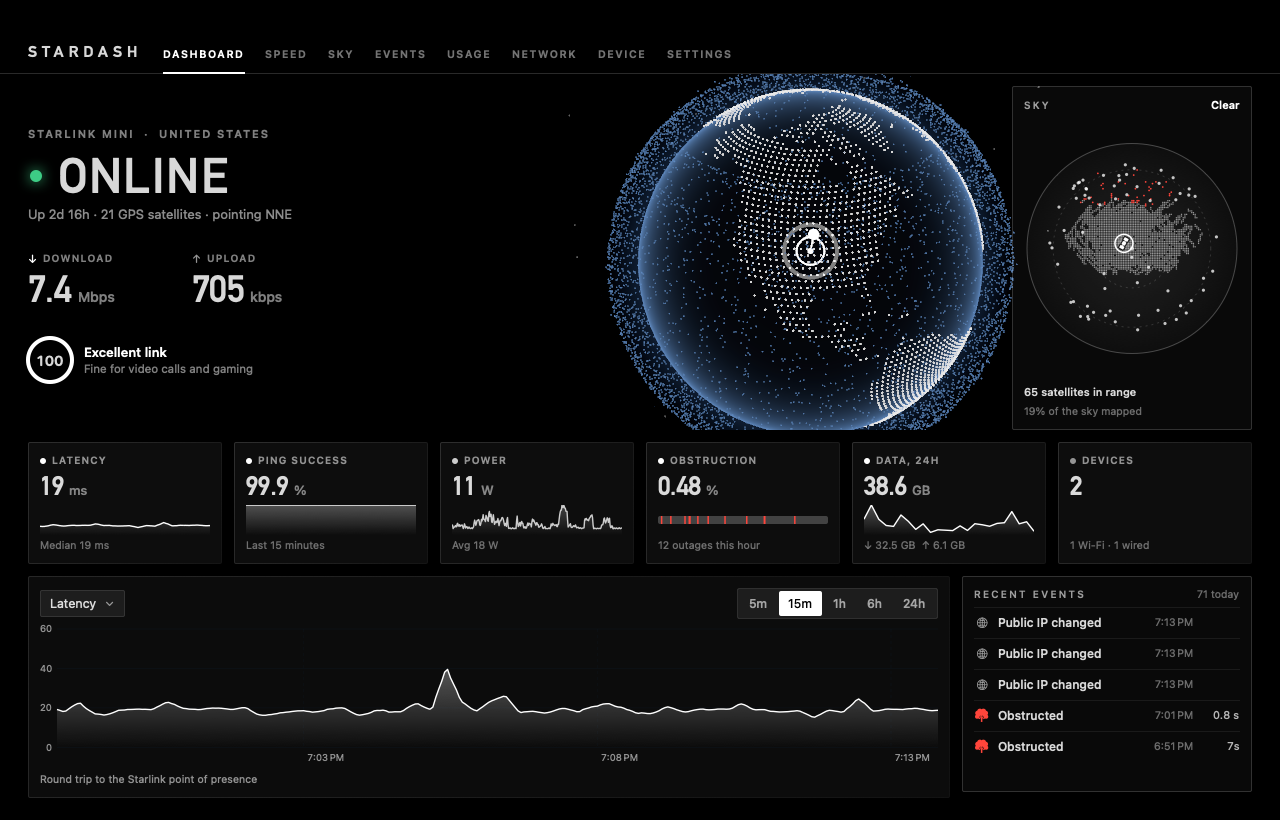 STARDASH DASHBOARD SPEED SKY EVENTS USAGE NETWORK DEVICE SETTINGS
STARLINK MINI · UNITED STATES
ONLINE
Up 2d 16h · 21 GPS satellites · pointing NNE
↓ DOWNLOAD ↑ UPLOAD
7.4 Mbps 705 kbps
100
Excellent link
Fine for video calls and gaming
SKY Clear
65 satellites in range
19% of the sky mapped
LATENCY
19 ms
Median 19 ms
PING SUCCESS
99.9 %
Last 15 minutes
POWER
11 W
Avg 18 W
OBSTRUCTION
0.48 %
12 outages this hour
DATA, 24H
38.6 GB
↓ 32.5 GB ↑ 6.1 GB
DEVICES
2
1 Wi-Fi · 1 wired
Latency 5m 15m 1h 6h 24h
60
40
20
0
7:03 PM 7:08 PM 7:13 PM
Round trip to the Starlink point of presence
RECENT EVENTS 71 today
Public IP changed 7:13 PM
Public IP changed 7:13 PM
Public IP changed 7:13 PM
Obstructed 7:01 PM 0.8 s
Obstructed 6:51 PM 7s